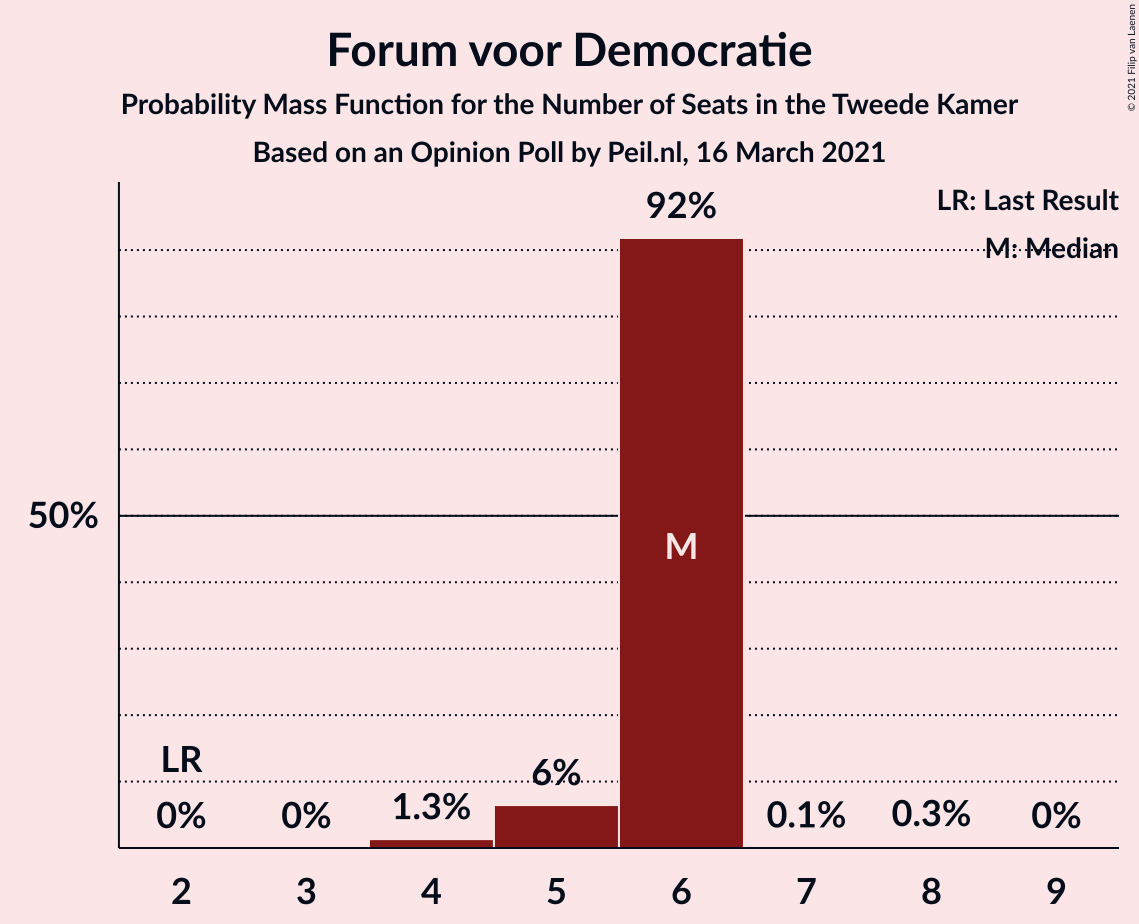 Forum voor Democratie
Probability Mass Function for the Number of Seats in the Tweede Kamer
Based on an Opinion Poll by Peil.nl, 16 March 2021
© 2021 Filip van Laenen
LR: Last Result
M: Median
92%
50%
M
LR
0%
0%
1.3%
6%
0.1%
0.3%
0%
2 3 4 5 6 7 8 9